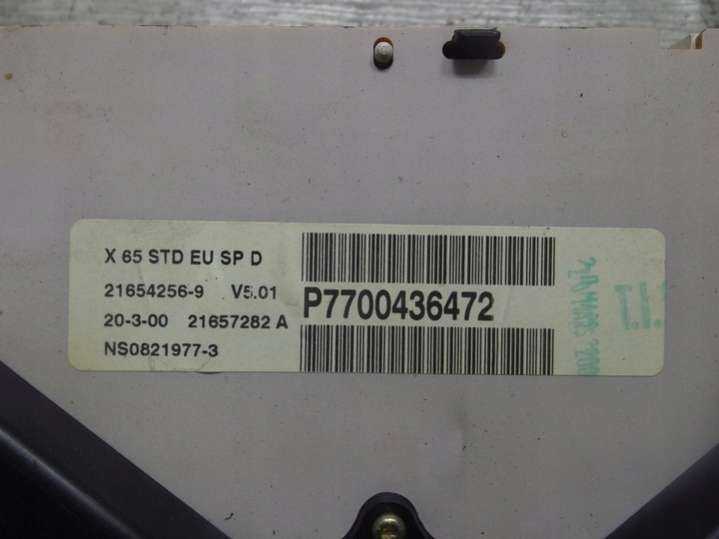 X 65 STD EU SP D
21654256-9 V5.01
20-3-00 21657282 A
NS0821977-3
P7700436472